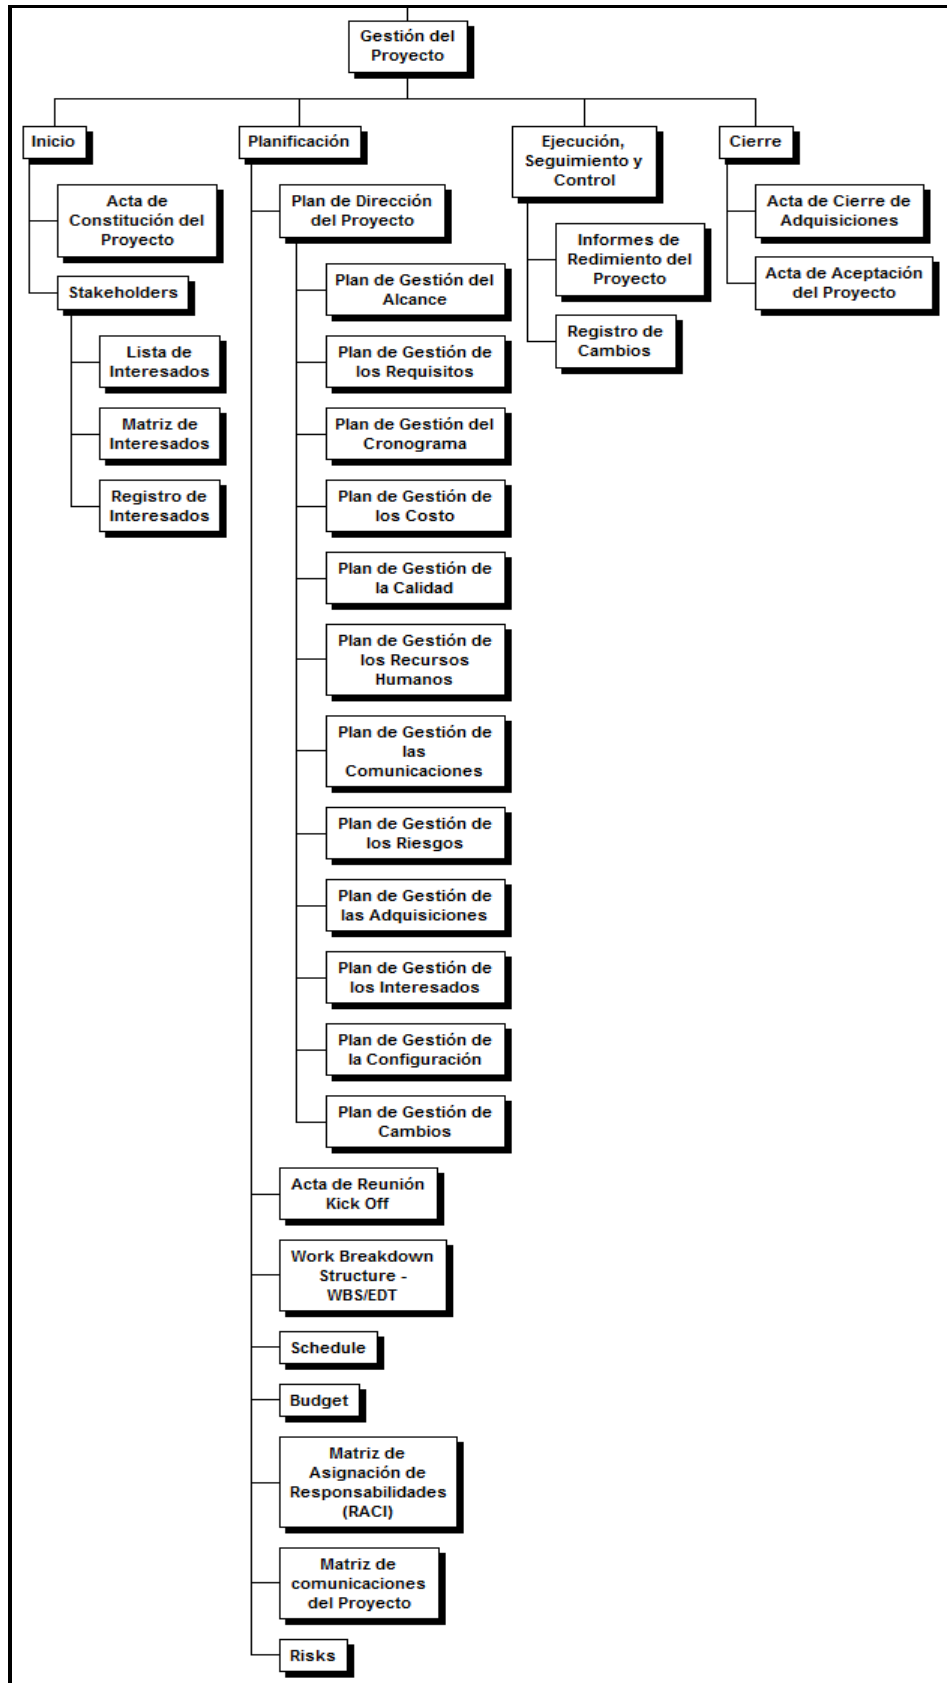 Gestión del
Proyecto
Inicio
Acta de
Constitución del
Proyecto
Stakeholders
Lista de
Interesados
Matriz de
Interesados
Registro de
Interesados
Planificación
Plan de Dirección
del Proyecto
Plan de Gestión del
Alcance
Plan de Gestión de
los Requisitos
Plan de Gestión del
Cronograma
Plan de Gestión de
los Costo
Plan de Gestión de
la Calidad
Plan de Gestión de
los Recursos
Humanos
Plan de Gestión de
las
Comunicaciones
Plan de Gestión de
los Riesgos
Plan de Gestión de
las Adquisiciones
Plan de Gestión de
los Interesados
Plan de Gestión de
la Configuración
Plan de Gestión de
Cambios
Acta de Reunión
Kick Off
Work Breakdown
Structure -
WBS/EDT
Schedule
Budget
Matriz de
Asignación de
Responsabilidades
(RACI)
Matriz de
comunicaciones
del Proyecto
Risks
Ejecución,
Seguimiento y
Control
Informes de
Redimiento del
Proyecto
Registro de
Cambios
Cierre
Acta de Cierre de
Adquisiciones
Acta de Aceptación
del Proyecto